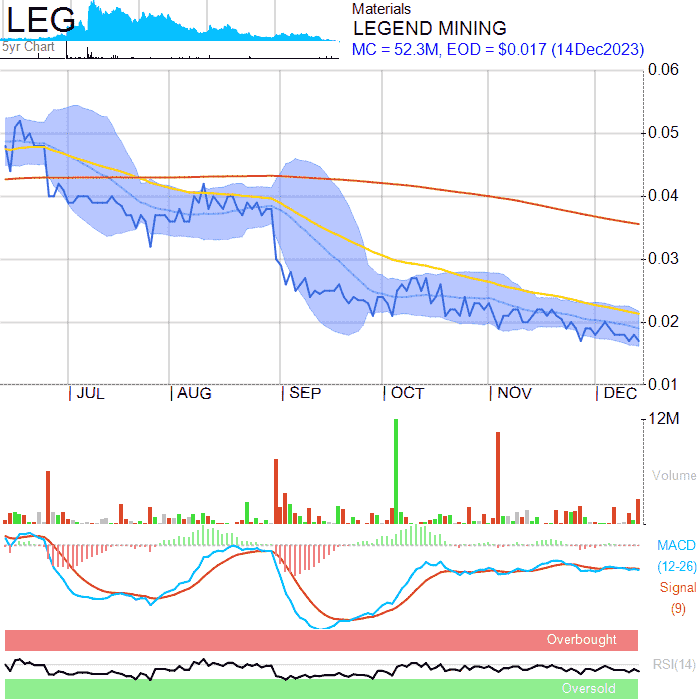 LEG
5yr Chart
Materials
LEGEND MINING
MC = 52.3M, EOD = $0.017 (14Dec2023)
0.06
0.05
0.04
0.03
0.02
0.01
JUL AUG SEP OCT NOV DEC
12M
Volume
MACD
(12-26)
Signal
(9)
Overbought
RSI(14)
Oversold